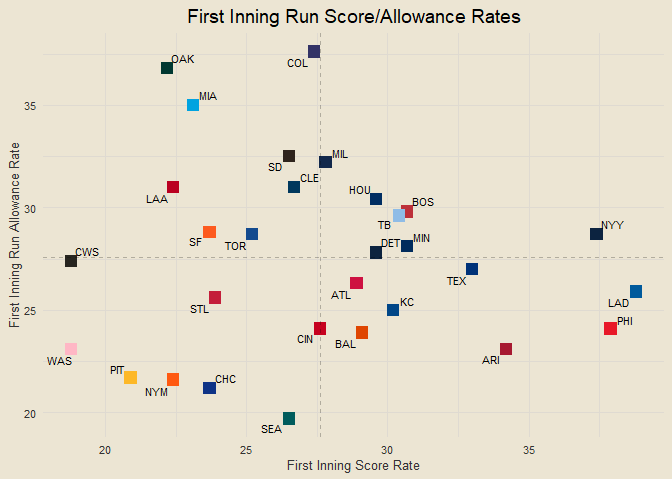 First Inning Run Score/Allowance Rates
OAK
COL
MIA
35
SD
MIL
CLE
LAA
HOU
BOS
30
TB
NYY
SF
TOR
DET
MIN
CWS
TEX
ATL
LAD
STL
KC
25
CIN
BAL
PHI
WAS
ARI
PIT
NYM
CHC
20
SEA
First Inning Run Allowance Rate
20 25 30 35
First Inning Score Rate